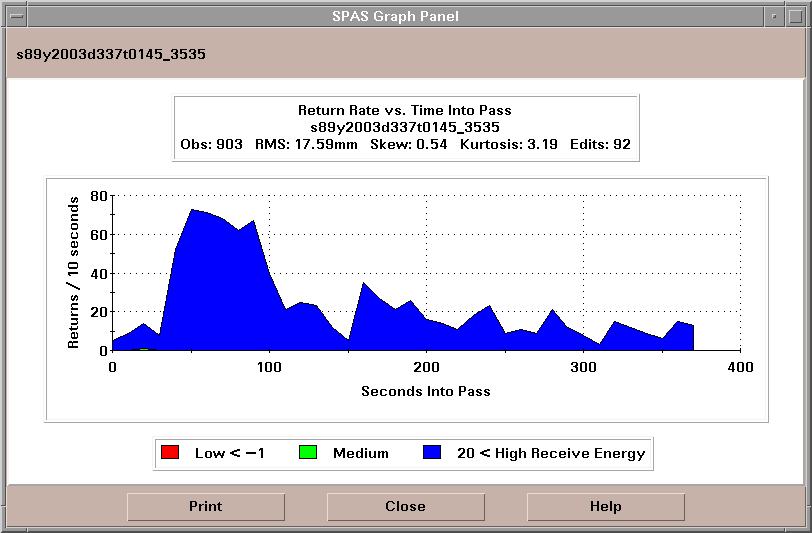 SPAS Graph Panel
s89y2003d337t0145_3535
Return Rate vs. Time Into Pass
s89y2003d337t0145_3535
Obs: 903 RMS: 17.59mm Skew: 0.54 Kurtosis: 3.19 Edits: 92
Returns / 10 seconds
80
60
40
20
0
0 100 200 300 400
Seconds Into Pass
Low < −1 Medium 20 < High Receive Energy
Print Close Help